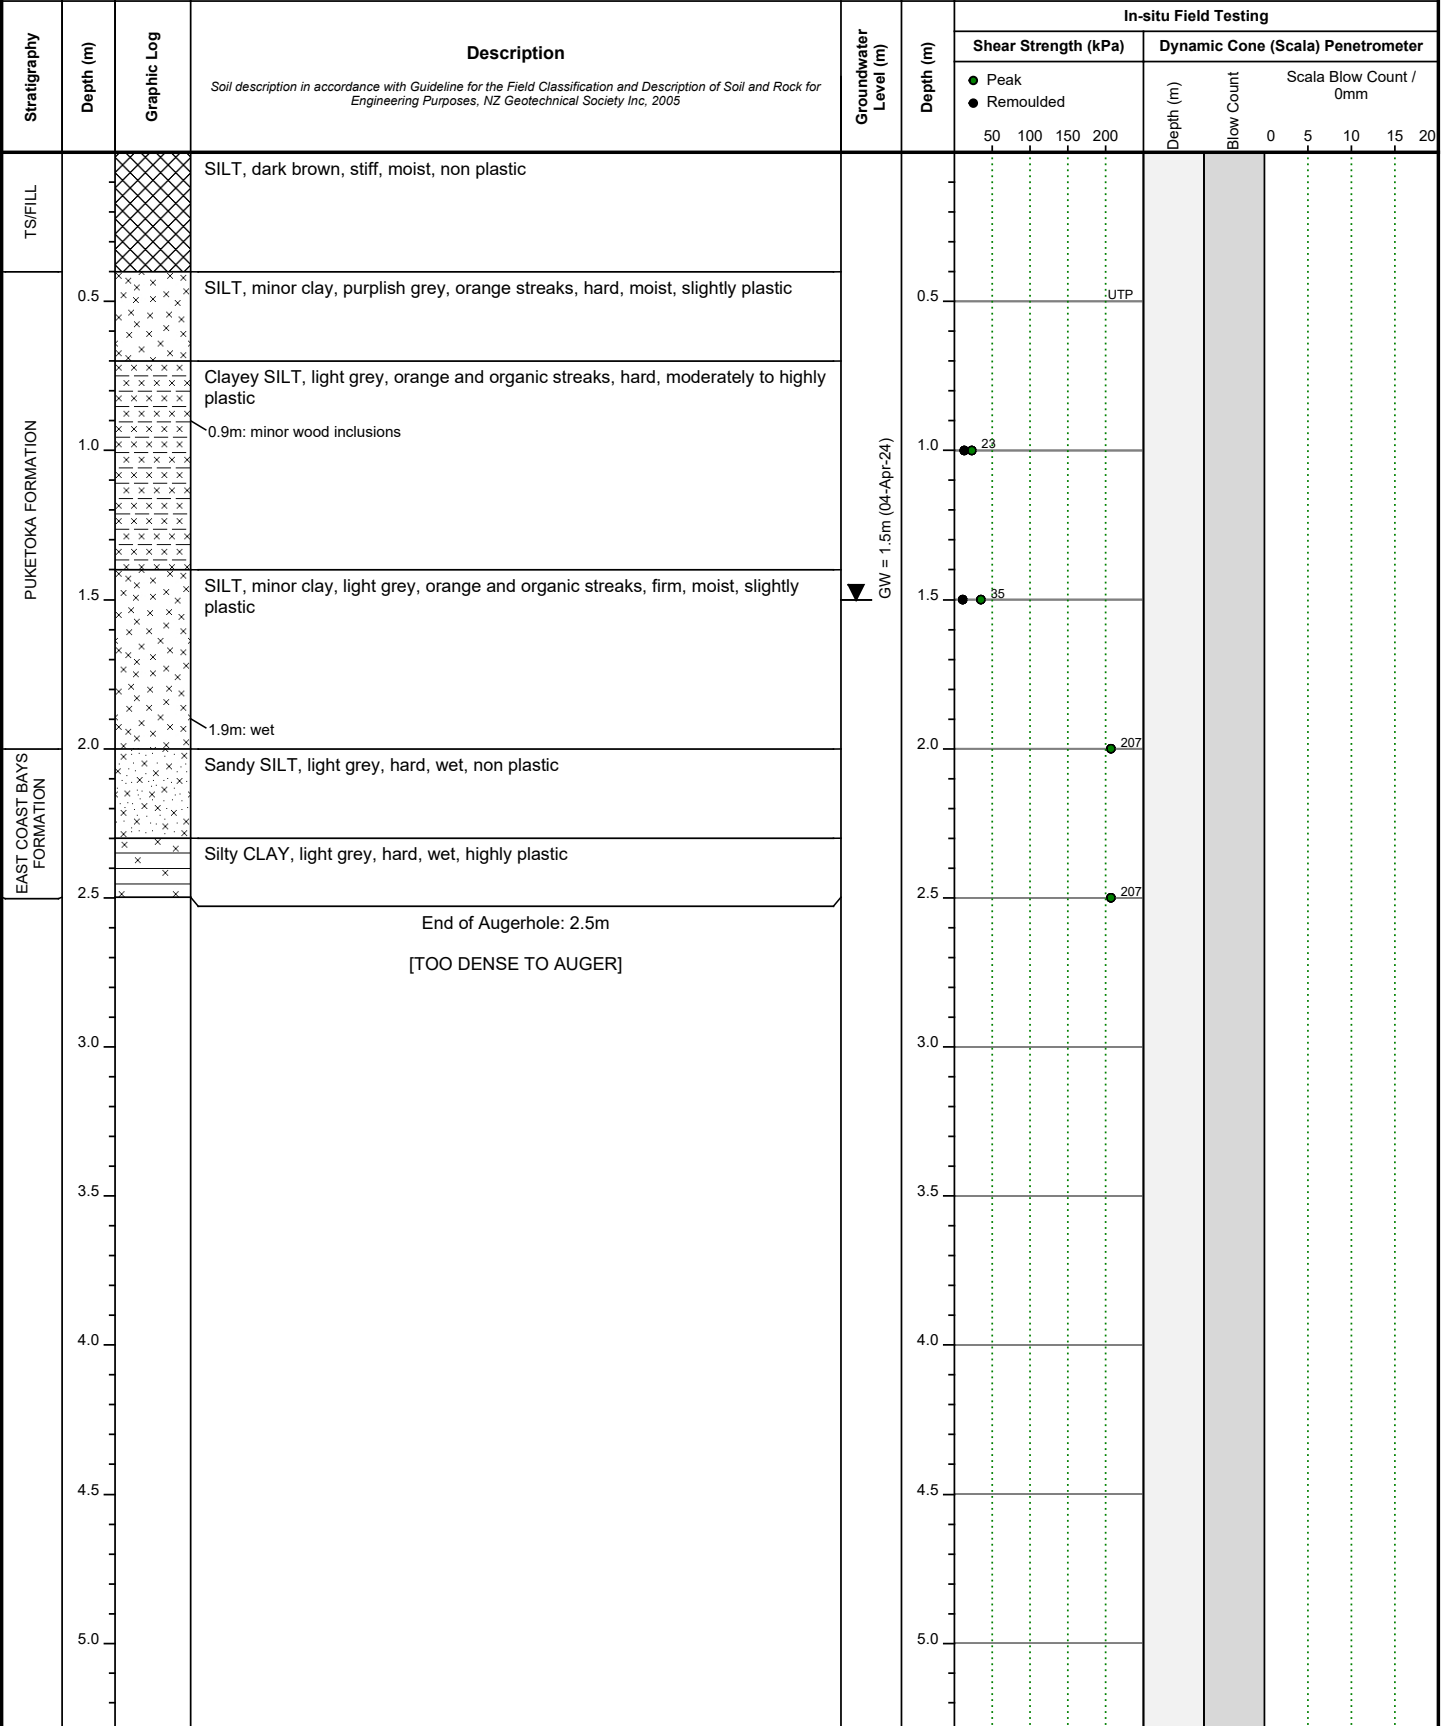 Stratigraphy
Depth (m)
Graphic Log
Description
Soil description in accordance with Guideline for the Field Classification and Description of Soil and Rock for
Engineering Purposes, NZ Geotechnical Society Inc, 2005
Groundwater
Level (m)
Depth (m)
In-situ Field Testing
Shear Strength (kPa)
Peak
Remoulded
50 100 150 200
Dynamic Cone (Scala) Penetrometer
Depth (m)
Blow Count
Scala Blow Count /
0mm
0 5 10 15 20
TS/FILL
SILT, dark brown, stiff, moist, non plastic
PUKETOKA FORMATION
0.5
SILT, minor clay, purplish grey, orange streaks, hard, moist, slightly plastic
0.5
UTP
Clayey SILT, light grey, orange and organic streaks, hard, moderately to highly
plastic
0.9m: minor wood inclusions
1.0
1.0
23
SILT, minor clay, light grey, orange and organic streaks, firm, moist, slightly
plastic
1.5
GW = 1.5m (04-Apr-24)
1.5
35
1.9m: wet
2.0
2.0
207
EAST COAST BAYS
FORMATION
Sandy SILT, light grey, hard, wet, non plastic
Silty CLAY, light grey, hard, wet, highly plastic
2.5
2.5
207
End of Augerhole: 2.5m
[TOO DENSE TO AUGER]
3.0
3.0
3.5
3.5
4.0
4.0
4.5
4.5
5.0
5.0